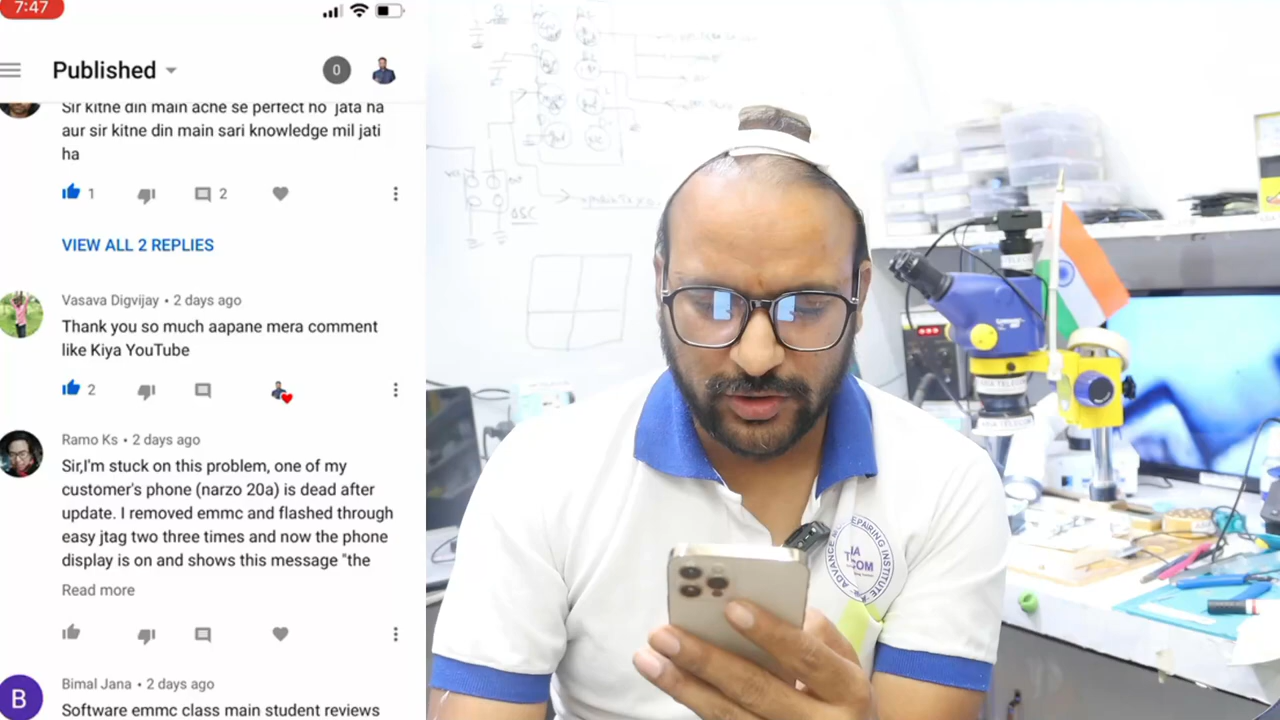 7:47
Published
0
Sir kitne din main ache se perfect ho jata ha
aur sir kitne din main sari knowledge mil jati
ha
1
2
VIEW ALL 2 REPLIES
Vasava Digvijay • 2 days ago
Thank you so much aapane mera comment
like Kiya YouTube
2
Ramo Ks • 2 days ago
Sir,I'm stuck on this problem, one of my
customer's phone (narzo 20a) is dead after
update. I removed emmc and flashed through
easy jtag two three times and now the phone
display is on and shows this message "the
Read more
B
Bimal Jana • 2 days ago
Software emmc class main student reviews